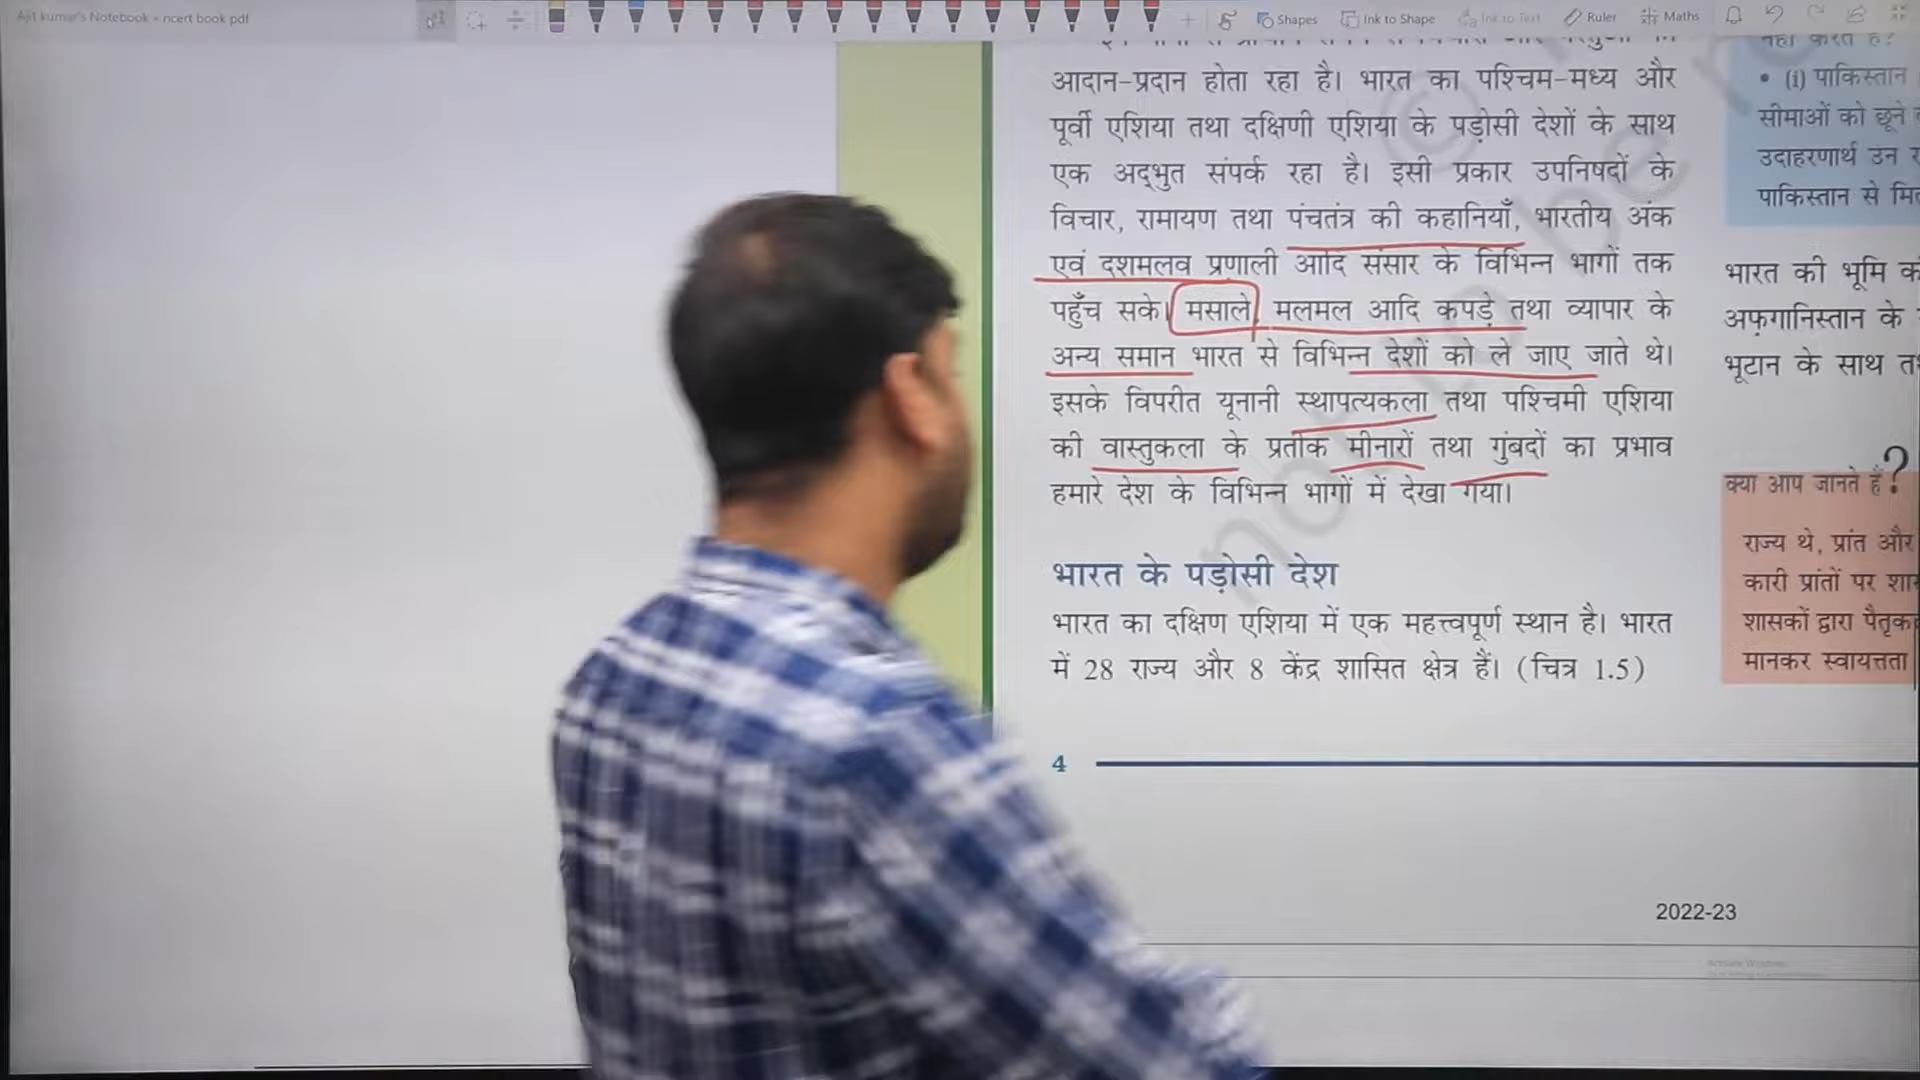 Ajit kumar's Notebook - ncert book pdf
Shapes
Ink to Shape
Ink to Text
Ruler
Maths
आदान-प्रदान होता रहा है। भारत का पश्चिम-मध्य और
पूर्वी एशिया तथा दक्षिणी एशिया के पड़ोसी देशों के साथ
एक अद्भुत संपर्क रहा है। इसी प्रकार उपनिषदों के
विचार, रामायण तथा पंचतंत्र की कहानियाँ, भारतीय अंक
एवं दशमलव प्रणाली आदि संसार के विभिन्न भागों तक
पहुँच सके। मसाले, मलमल आदि कपड़े तथा व्यापार के
अन्य समान भारत से विभिन्न देशों को ले जाए जाते थे।
इसके विपरीत यूनानी स्थापत्यकला तथा पश्चिमी एशिया
की वास्तुकला के प्रतीक मीनारों तथा गुंबदों का प्रभाव
हमारे देश के विभिन्न भागों में देखा गया।
भारत के पड़ोसी देश
भारत का दक्षिण एशिया में एक महत्त्वपूर्ण स्थान है। भारत
में 28 राज्य और 8 केंद्र शासित क्षेत्र हैं। (चित्र 1.5)
4
• (i) पाकिस्तान
सीमाओं को छूने
उदाहरणार्थ उन
पाकिस्तान से
भारत की भूमि
अफ़गानिस्तान के
भूटान के साथ
क्या आप जानते हैं?
राज्य थे, प्रांत और
कारी प्रांतों पर
शासकों द्वारा पैतृक
मानकर स्वायत्तता
2022-23
not
be re